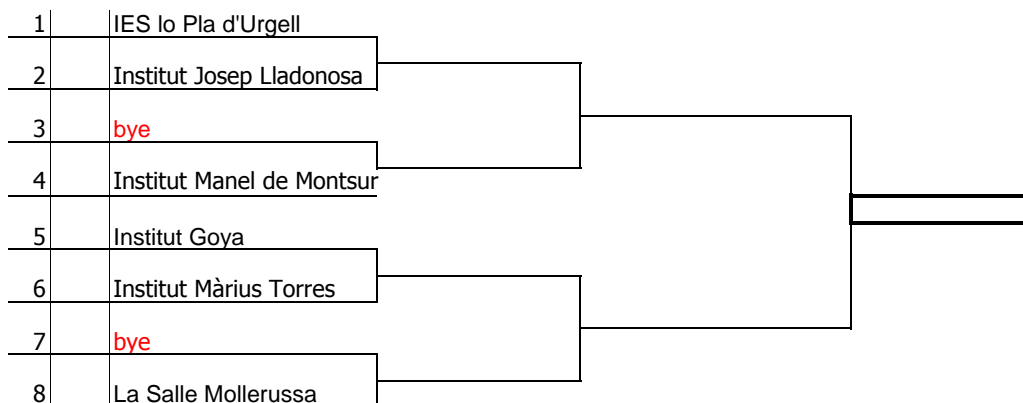 1 IES lo Pla d'Urgell
2 Institut Josep Lladonosa
3 bye
4 Institut Manel de Montsur
5 Institut Goya
6 Institut Màrius Torres
7 bye
8 La Salle Mollerussa